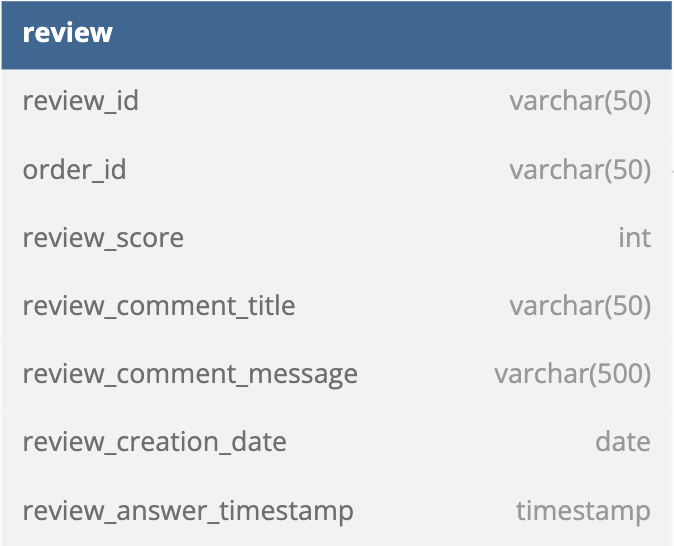 review
review_id varchar(50)
order_id varchar(50)
review_score int
review_comment_title varchar(50)
review_comment_message varchar(500)
review_creation_date date
review_answer_timestamp timestamp